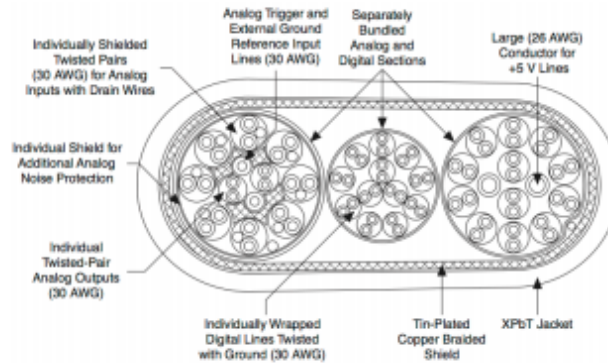 Analog Trigger and
External Ground
Reference Input
Lines (30 AWG)
Separately
Bundled
Analog and
Digital Sections
Large (26 AWG)
Conductor for
+5 V Lines
Individually Shielded
Twisted Pairs
(30 AWG) for Analog
Inputs with Drain Wires
Individual Shield for
Additional Analog
Noise Protection
Individual
Twisted-Pair
Analog Outputs
(30 AWG)
Individually Wrapped
Digital Lines Twisted
with Ground (30 AWG)
Tin-Plated
Copper Braided
Shield
XPbT Jacket